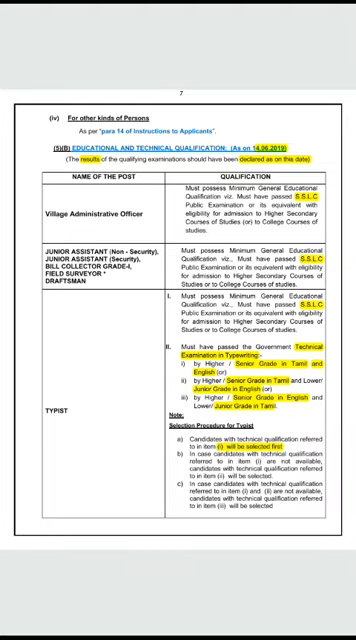 7
(iv) For other kinds of Persons
As per "para 14 of Instructions to Applicants".
(5)(B) EDUCATIONAL AND TECHNICAL QUALIFICATION: (As on 14.06.2019)
(The results of the qualifying examinations should have been declared as on this date)
NAME OF THE POST
QUALIFICATION
Village Administrative Officer
Must possess Minimum General Educational
Qualification viz. Must have passed S.S.L.C
Public Examination or its equivalent with
eligibility for admission to Higher Secondary
Courses of Studies (or) to College Courses of
studies.
JUNIOR ASSISTANT (Non - Security),
JUNIOR ASSISTANT (Security),
BILL COLLECTOR GRADE-I,
FIELD SURVEYOR *
DRAFTSMAN
Must possess Minimum General Educational
Qualification viz., Must have passed S.S.L.C
Public Examination or its equivalent with eligibility
for admission to Higher Secondary Courses of
Studies or to College Courses of studies.
TYPIST
I. Must possess Minimum General Educational
Qualification viz., Must have passed S.S.L.C
Public Examination or its equivalent with eligibility
for admission to Higher Secondary Courses of
Studies or to College Courses of Studies.
II. Must have passed the Government Technical
Examination in Typewriting:-
i) by Higher / Senior Grade in Tamil and
English (or)
ii) by Higher / Senior Grade in Tamil and Lower/
Junior Grade in English (or)
iii) by Higher / Senior Grade in English and
Lower/ Junior Grade in Tamil.
Note:
Selection Procedure for Typist
a) Candidates with technical qualification referred
to in item (i) will be selected first.
b) In case candidates with technical qualification
referred to in item (i) are not available,
candidates with technical qualification referred
to in item (ii) will be selected.
c) In case candidates with technical qualification
referred to in item (i) and (ii) are not available,
candidates with technical qualification referred
to in item (iii) will be selected